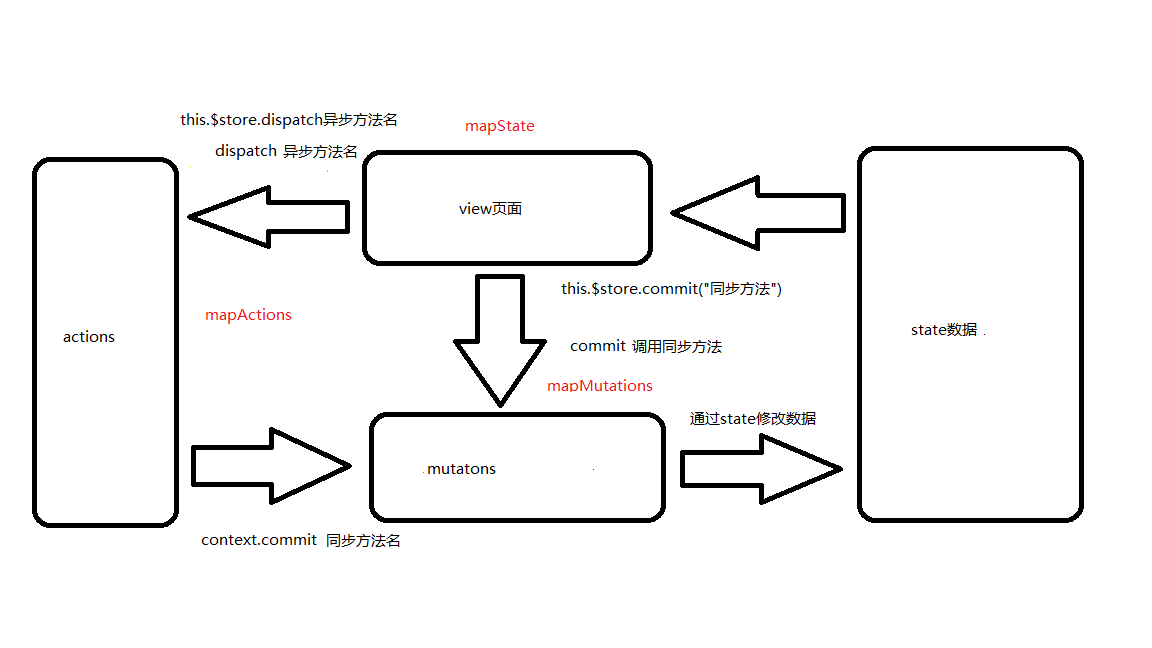 this.$store.dispatch异步方法名
mapState
dispatch 异步方法名
view页面
this.$store.commit("同步方法")
mapActions
actions
state数据
commit 调用同步方法
mapMutations
通过state修改数据
mutatons
context.commit 同步方法名